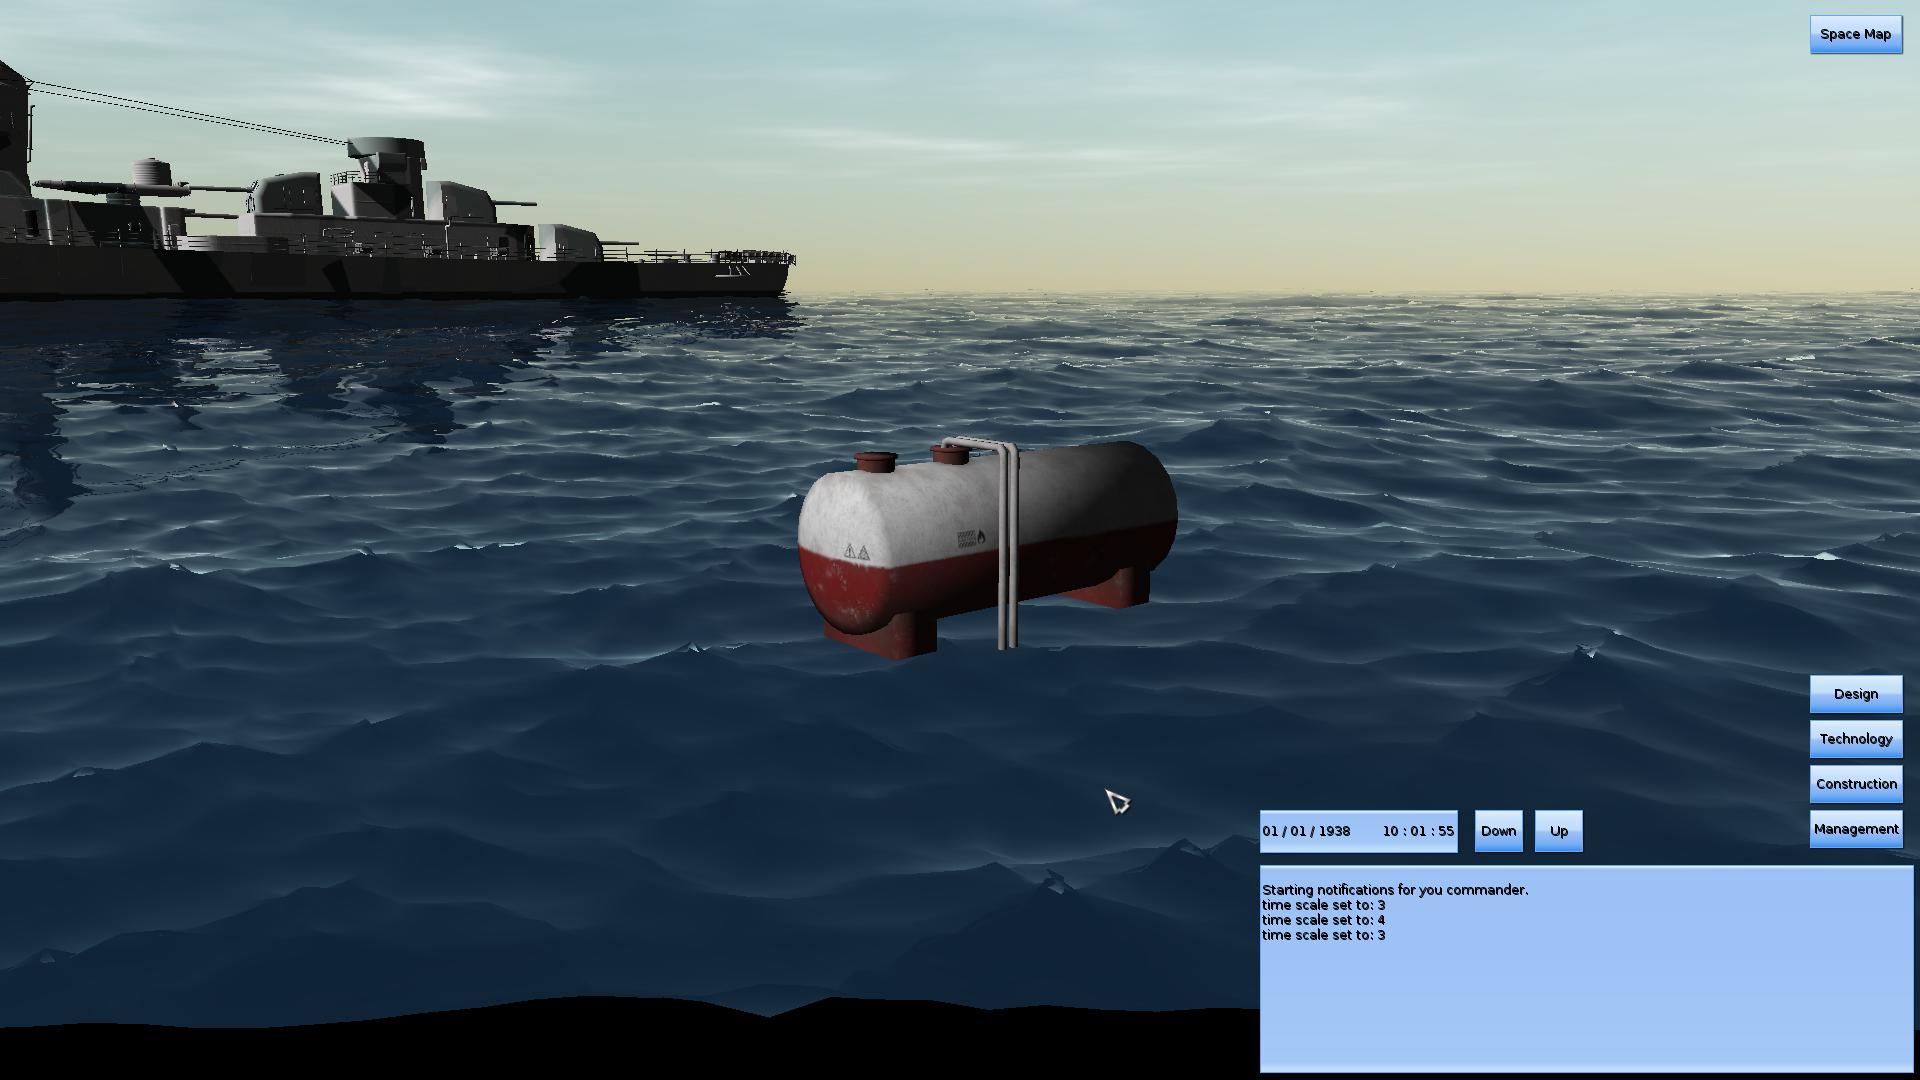 Space Map
Design
Technology
Construction
Management
01 / 01 / 1938 10 : 01 : 55
Down
Up
Starting notifications for you commander.
time scale set to: 3
time scale set to: 4
time scale set to: 3